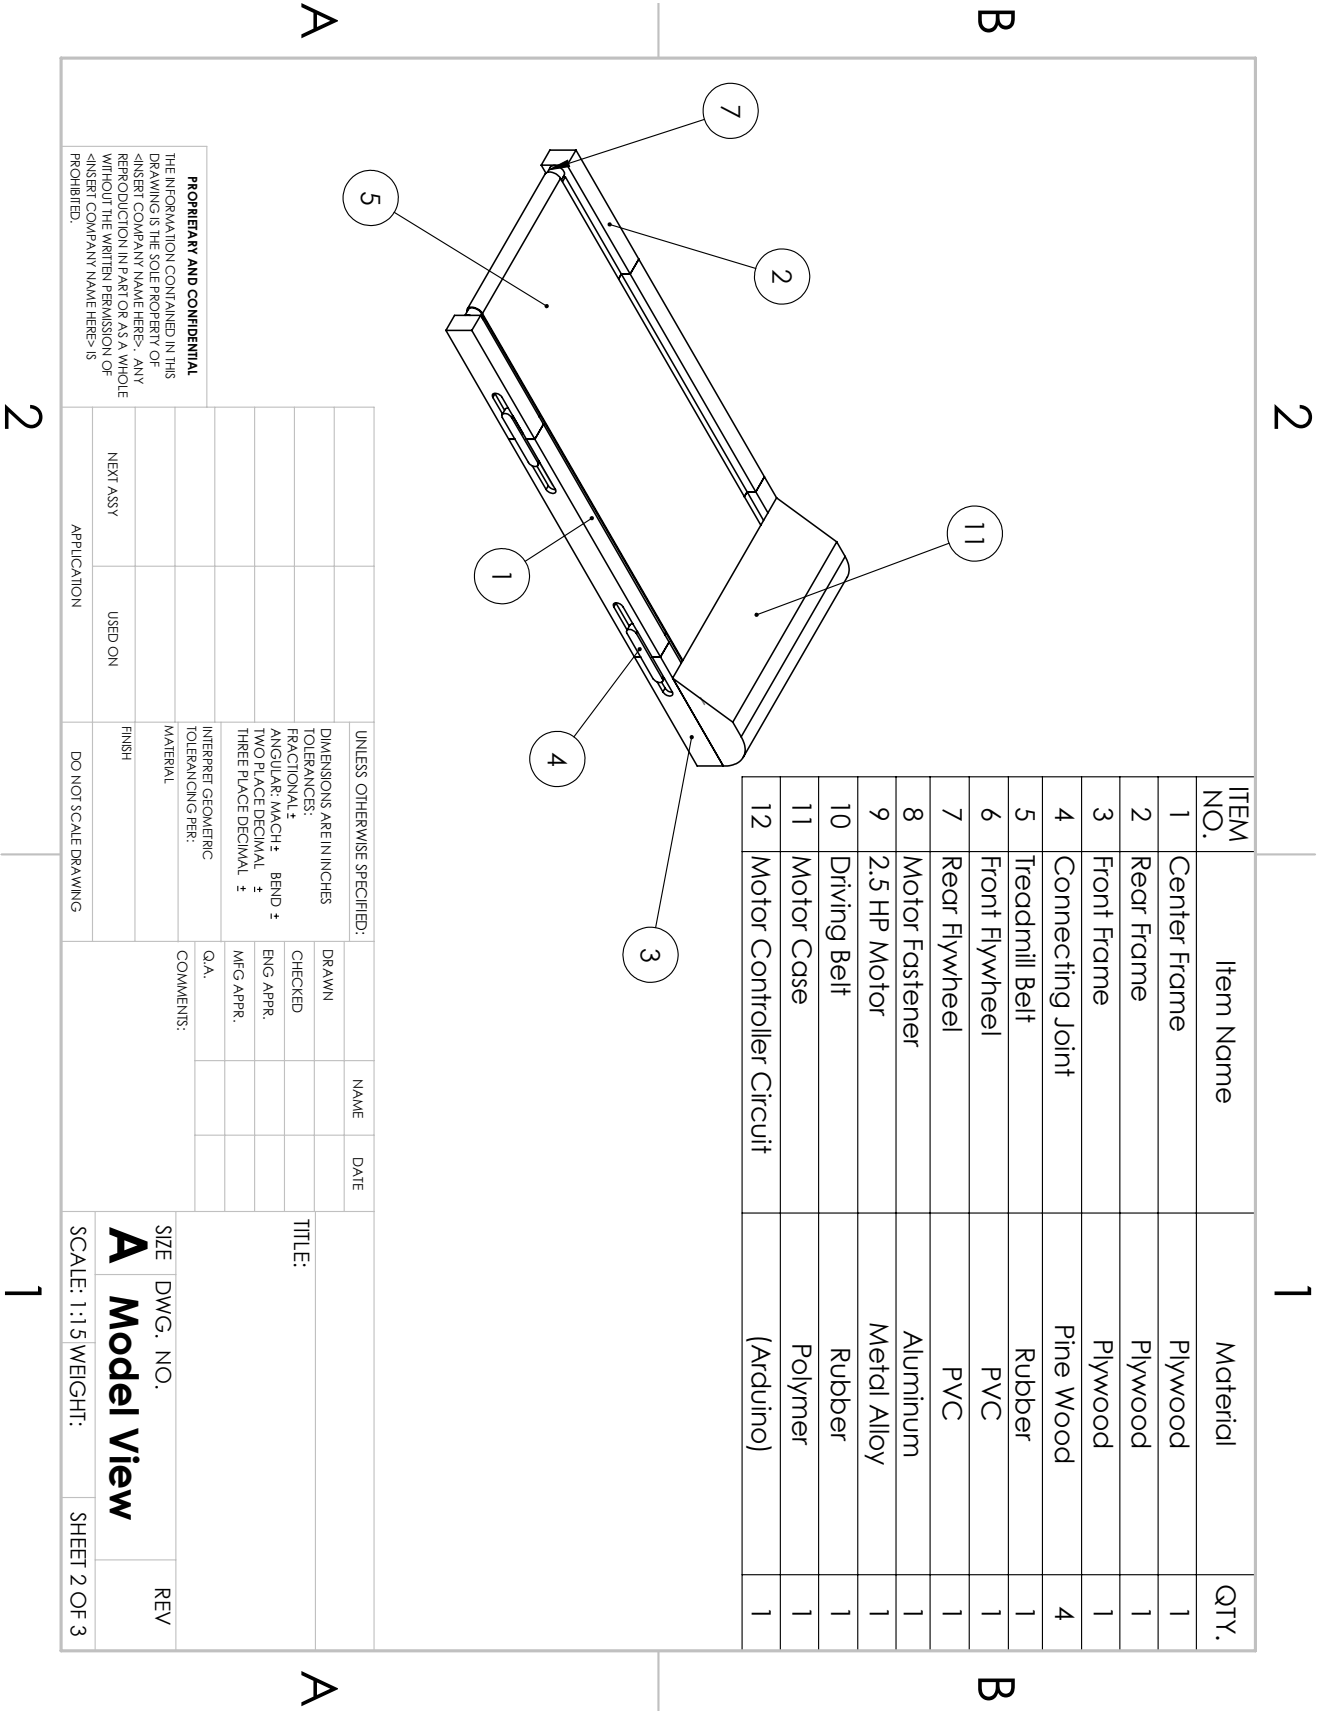 2
1
B
B
A
A
2
1
ITEM NO. Item Name Material QTY.
1 Center Frame Plywood 1
2 Rear Frame Plywood 1
3 Front Frame Plywood 1
4 Connecting Joint Pine Wood 4
5 Treadmill Belt Rubber 1
6 Front Flywheel PVC 1
7 Rear Flywheel PVC 1
8 Motor Fastener Aluminum 1
9 2.5 HP Motor Metal Alloy 1
10 Driving Belt Rubber 1
11 Motor Case Polymer 1
12 Motor Controller Circuit (Arduino) 1
7
2
11
5
1
4
3
PROPRIETARY AND CONFIDENTIAL
THE INFORMATION CONTAINED IN THIS
DRAWING IS THE SOLE PROPERTY OF
<INSERT COMPANY NAME HERE>. ANY
REPRODUCTION IN PART OR AS A WHOLE
WITHOUT THE WRITTEN PERMISSION OF
<INSERT COMPANY NAME HERE> IS
PROHIBITED.
NEXT ASSY
USED ON
APPLICATION
UNLESS OTHERWISE SPECIFIED:
DIMENSIONS ARE IN INCHES
TOLERANCES:
FRACTIONAL ±
ANGULAR: MACH ± BEND ±
TWO PLACE DECIMAL ±
THREE PLACE DECIMAL ±
INTERPRET GEOMETRIC
TOLERANCING PER:
MATERIAL
FINISH
DO NOT SCALE DRAWING
NAME
DATE
DRAWN
CHECKED
ENG APPR.
MFG APPR.
Q.A.
COMMENTS:
TITLE:
SIZE
DWG. NO.
REV
A
Model View
SCALE: 1:15
WEIGHT:
SHEET 2 OF 3